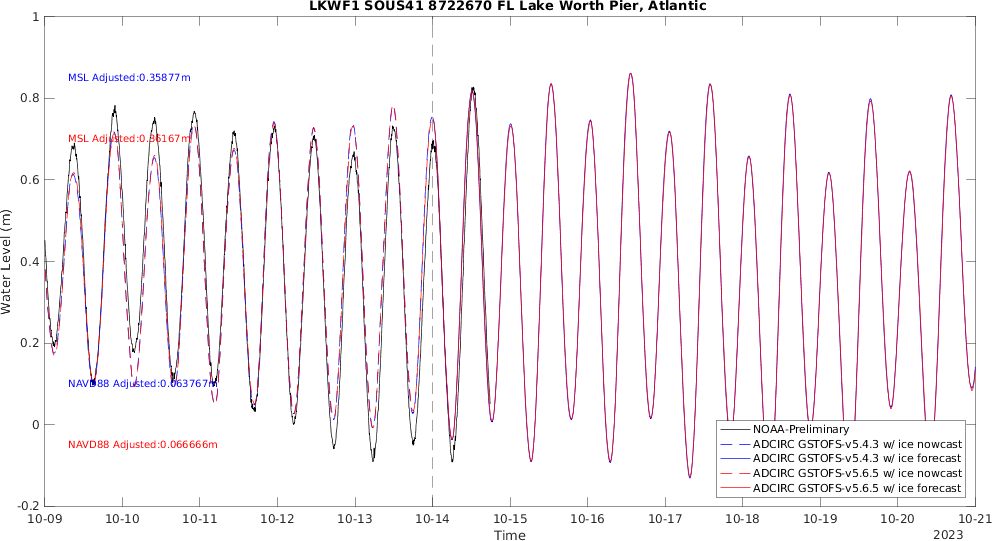 LKWF1 SOUS41 8722670 FL Lake Worth Pier, Atlantic
1
MSL Adjusted:0.35877m
0.8
MSL Adjusted:0.36167m
0.6
Water Level (m)
0.4
0.2
NAVD88 Adjusted:0.063767m
0
NAVD88 Adjusted:0.066666m
NOAA-Preliminary
ADCIRC GSTOFS-v5.4.3 w/ ice nowcast
ADCIRC GSTOFS-v5.4.3 w/ ice forecast
ADCIRC GSTOFS-v5.6.5 w/ ice nowcast
ADCIRC GSTOFS-v5.6.5 w/ ice forecast
-0.2
10-09 10-10 10-11 10-12 10-13 10-14 10-15 10-16 10-17 10-18 10-19 10-20 10-21
Time
2023